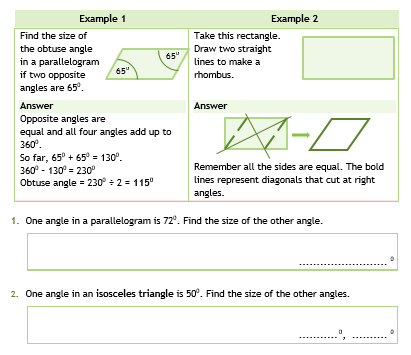 Example 1
Example 2
Find the size of
the obtuse angle
in a parallelogram
if two opposite
angles are 65⁰.
65⁰
65⁰
Take this rectangle.
Draw two straight
lines to make a
rhombus.
Answer
Opposite angles are
equal and all four angles add up to
360⁰.
So far, 65⁰ + 65⁰ = 130⁰.
360⁰ - 130⁰ = 230⁰
Obtuse angle = 230⁰ ÷ 2 = 115⁰
Answer
Remember all the sides are equal. The bold
lines represent diagonals that cut at right
angles.
1. One angle in a parallelogram is 72⁰. Find the size of the other angle.
........................⁰
2. One angle in an isosceles triangle is 50⁰. Find the size of the other angles.
...........⁰, ..........⁰